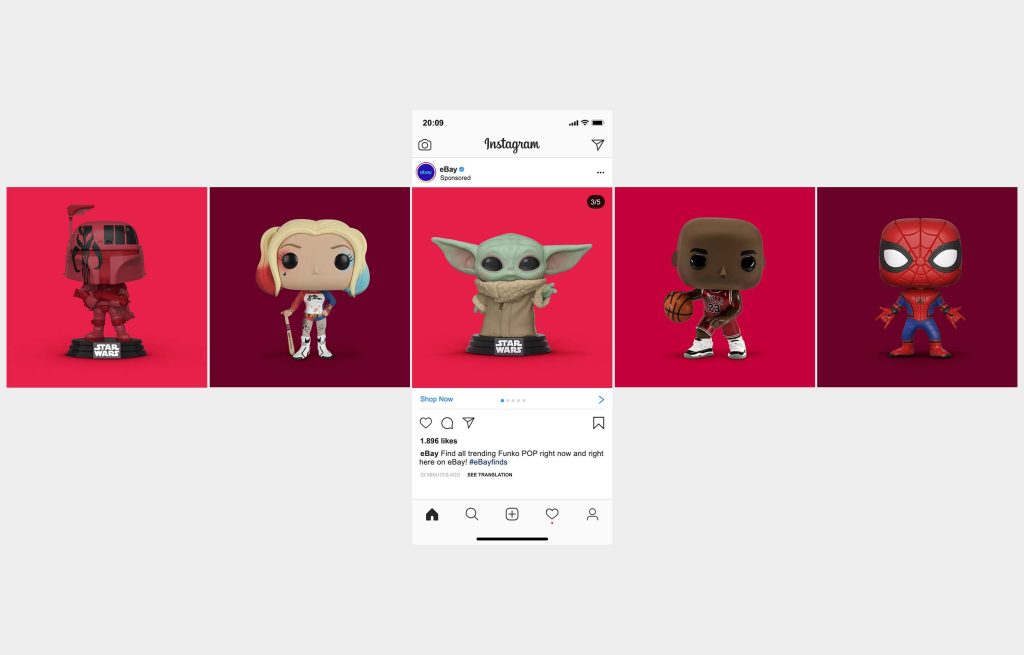 20:09
Instagram
ebay
eBay
Sponsored
3/5
STAR
WARS
STAR
WARS
23
Shop Now
1.896 likes
eBay Find all trending Funko POP right now and right
here on eBay! #eBayfinds
33 MINUTES AGO SEE TRANSLATION